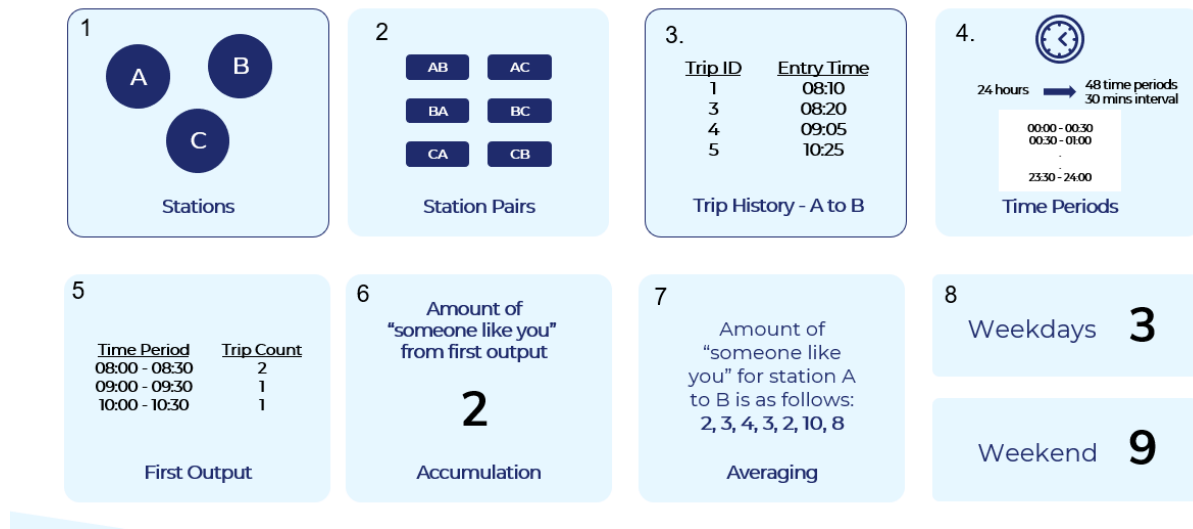 1
A
B
C
Stations
2
AB AC
BA BC
CA CB
Station Pairs
3.
Trip ID Entry Time
1 08:10
3 08:20
4 09:05
5 10:25
Trip History - A to B
4.
24 hours 48 time periods
30 mins interval
00:00 - 00:30
00:30 - 01:00
.
.
23:30 - 24:00
Time Periods
5
Time Period Trip Count
08:00 - 08:30 2
09:00 - 09:30 1
10:00 - 10:30 1
First Output
6
Amount of
“someone like you”
from first output
2
Accumulation
7
Amount of
“someone like
you” for station A
to B is as follows:
2, 3, 4, 3, 2, 10, 8
Averaging
8
Weekdays 3
Weekend 9